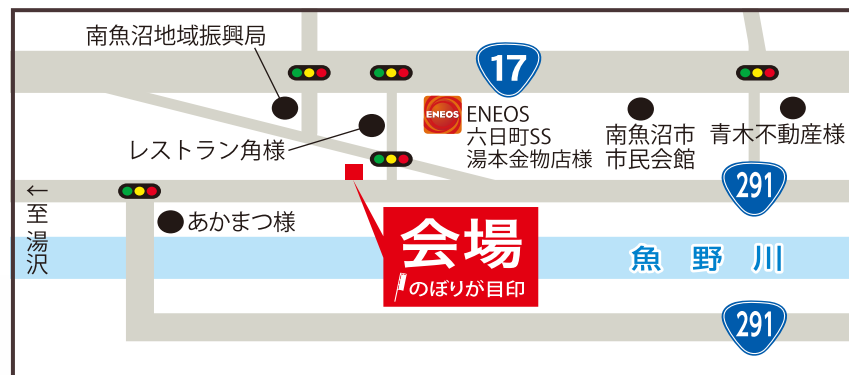 南魚沼地域振興局
17
ENEOS
ENEOS
六日町SS
湯本金物店様
南魚沼市
市民会館
青木不動産様
レストラン角様
291
←至湯沢
あかまつ様
会場
のぼりが目印
魚野川
291